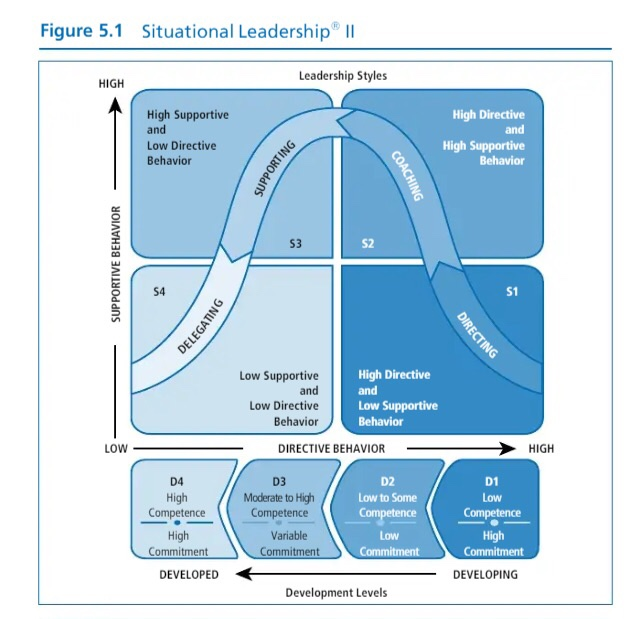 Figure 5.1 Situational Leadership® II
Leadership Styles
HIGH
High Supportive
and
Low Directive
Behavior
High Directive
and
High Supportive
Behavior
SUPPORTING
COACHING
S3
S2
SUPPORTIVE BEHAVIOR
S4
S1
DELEGATING
DIRECTING
Low Supportive
and
Low Directive
Behavior
High Directive
and
Low Supportive
Behavior
LOW
DIRECTIVE BEHAVIOR
HIGH
D4
High
Competence
High
Commitment
D3
Moderate to High
Competence
Variable
Commitment
D2
Low to Some
Competence
Low
Commitment
D1
Low
Competence
High
Commitment
DEVELOPED
DEVELOPING
Development Levels